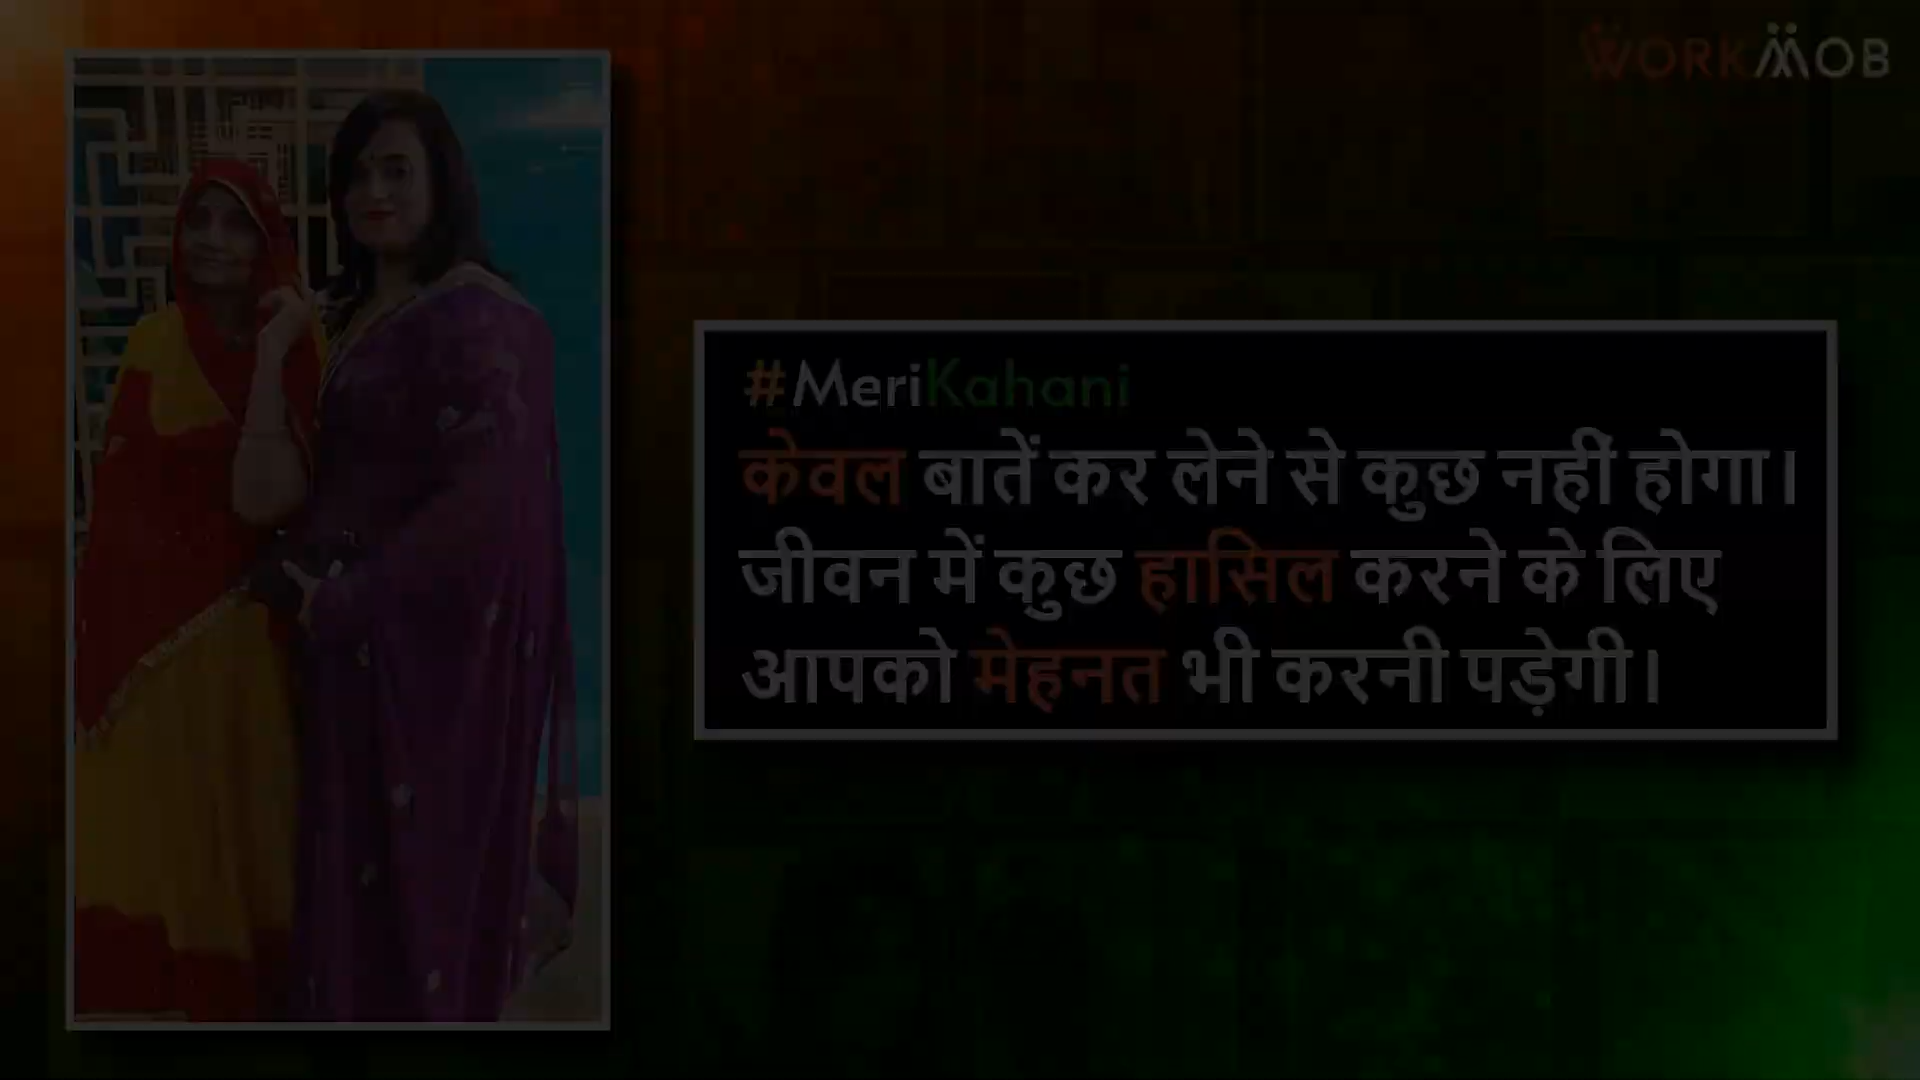 WORKMOB
#MeriKahani
केवल बातें कर लेने से कुछ नहीं होगा।
जीवन में कुछ हासिल करने के लिए
आपको मेहनत भी करनी पड़ेगी।